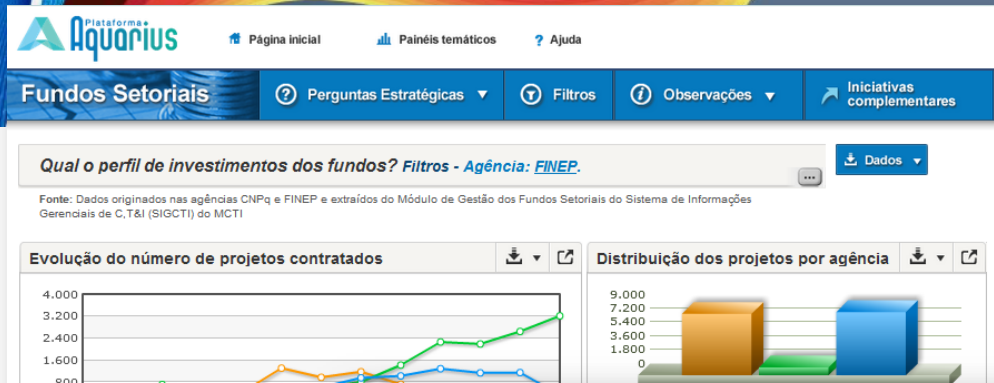 Plataforma
Aquarius
Página inicial
Painéis temáticos
? Ajuda
Fundos Setoriais
? Perguntas Estratégicas ▼
Filtros
i Observações ▼
Iniciativas
complementares
Qual o perfil de investimentos dos fundos? Filtros - Agência: FINEP.
...
Dados ▼
Fonte: Dados originados nas agências CNPq e FINEP e extraídos do Módulo de Gestão dos Fundos Setoriais do Sistema de Informações
Gerenciais de C,T&I (SIGCTI) do MCTI
Evolução do número de projetos contratados
4.000
3.200
2.400
1.600
800
Distribuição dos projetos por agência
9.000
7.200
5.400
3.600
1.800
0